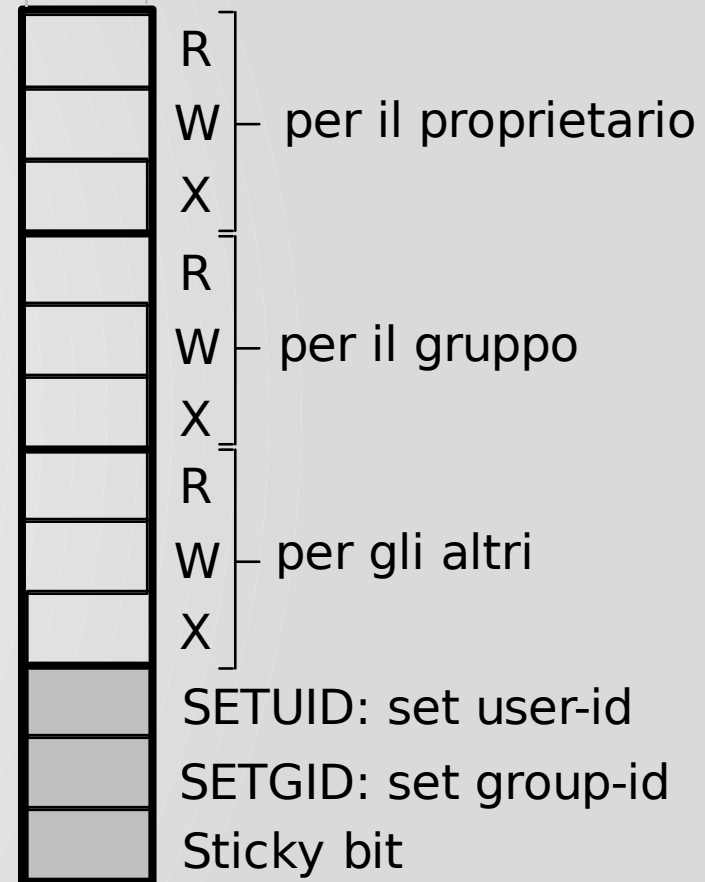 R
W per il proprietario
X
R
W per il gruppo
X
R
W per gli altri
X
SETUID: set user-id
SETGID: set group-id
Sticky bit